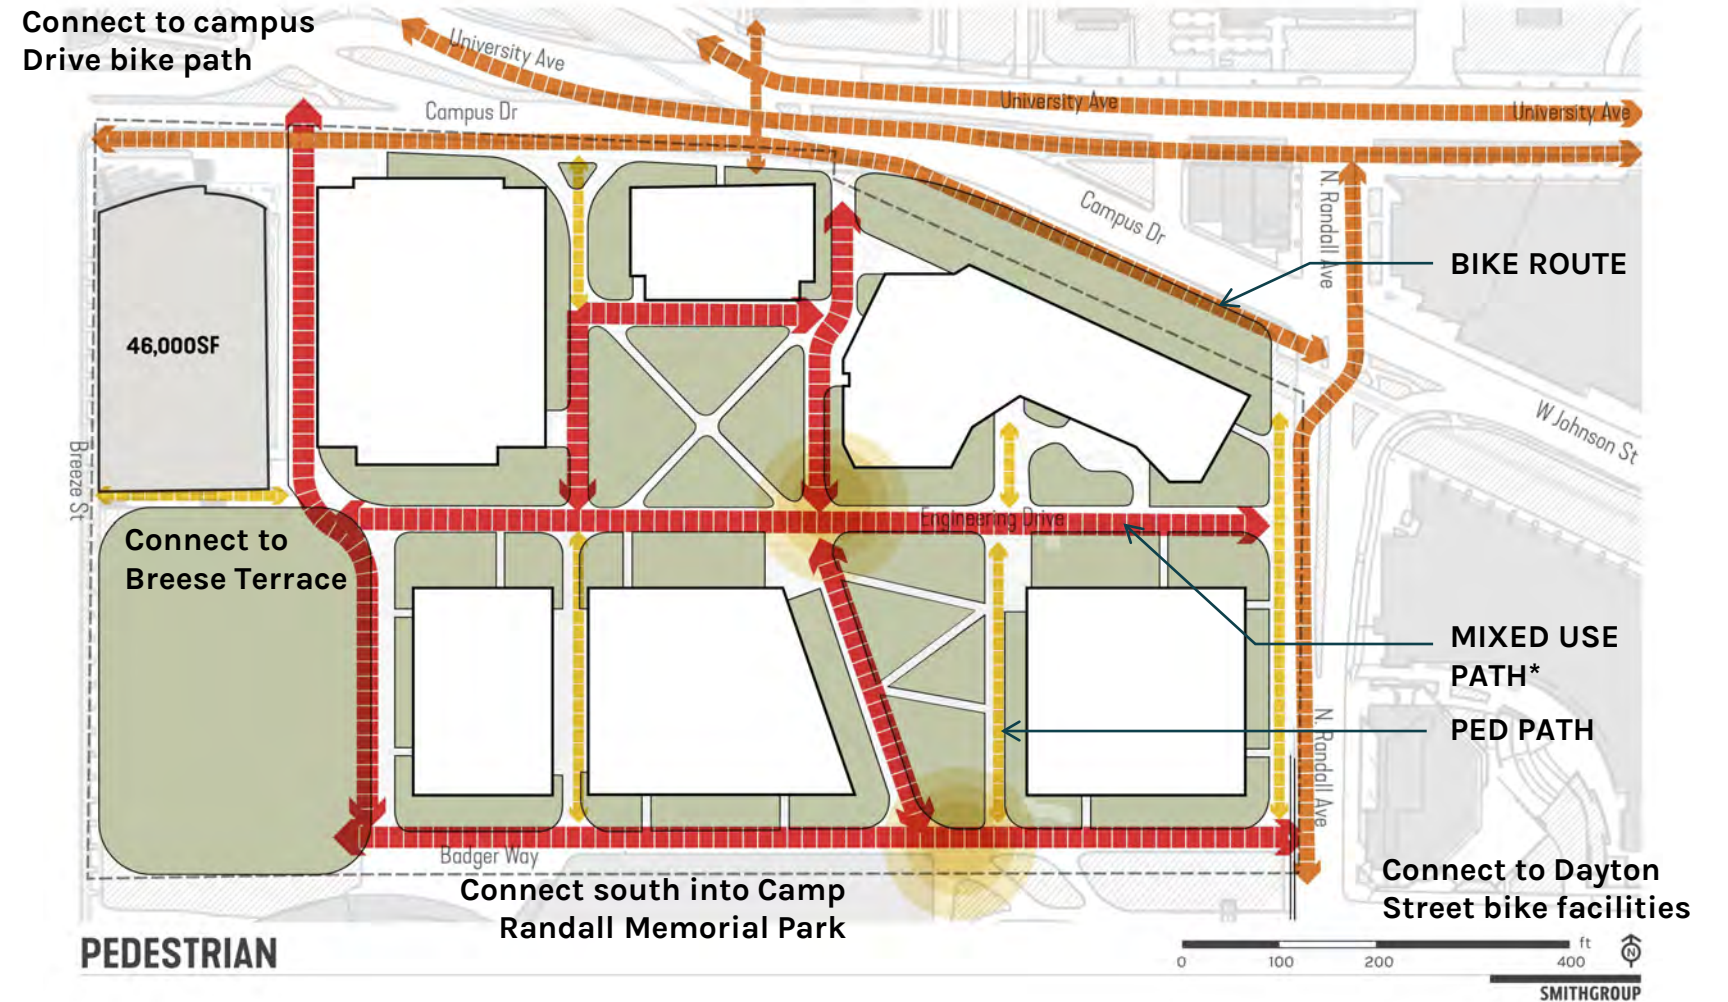 Connect to campus
Drive bike path
University Ave
University Ave
University Ave
Campus Dr
Campus Dr
N. Randall Ave
BIKE ROUTE
46,000SF
W Johnson St
Breeze St
Engineering Drive
Connect to
Breese Terrace
MIXED USE
PATH*
PED PATH
N. Randall Ave
Badger Way
Connect south into Camp
Randall Memorial Park
Connect to Dayton
Street bike facilities
PEDESTRIAN
0 100 200 400 ft
N
SMITHGROUP